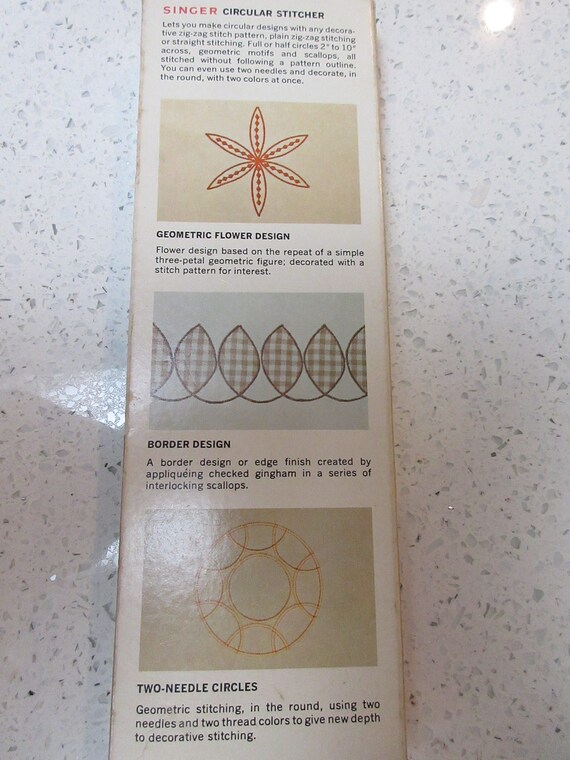 SINGER CIRCULAR STITCHER
Lets you make circular designs with any decora-
tive zig-zag stitch pattern, plain zig-zag stitching
or straight stitching. Full or half circles 2" to 10"
across, geometric motifs and scallops, all
stitched without following a pattern outline.
You can even use two needles and decorate, in
the round, with two colors at once.
GEOMETRIC FLOWER DESIGN
Flower design based on the repeat of a simple
three-petal geometric figure; decorated with a
stitch pattern for interest.
BORDER DESIGN
A border design or edge finish created by
appliquéing checked gingham in a series of
interlocking scallops.
TWO-NEEDLE CIRCLES
Geometric stitching, in the round, using two
needles and two thread colors to give new depth
to decorative stitching.